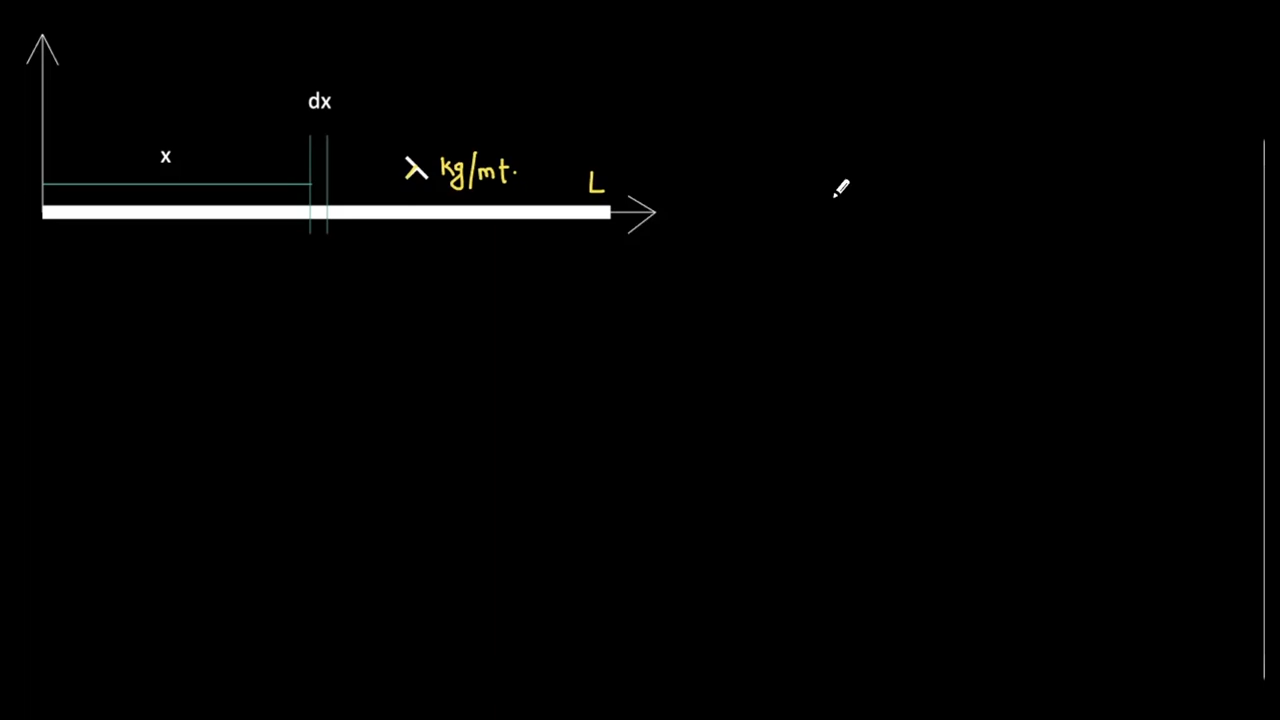 dx
x
λ kg/mt.
L